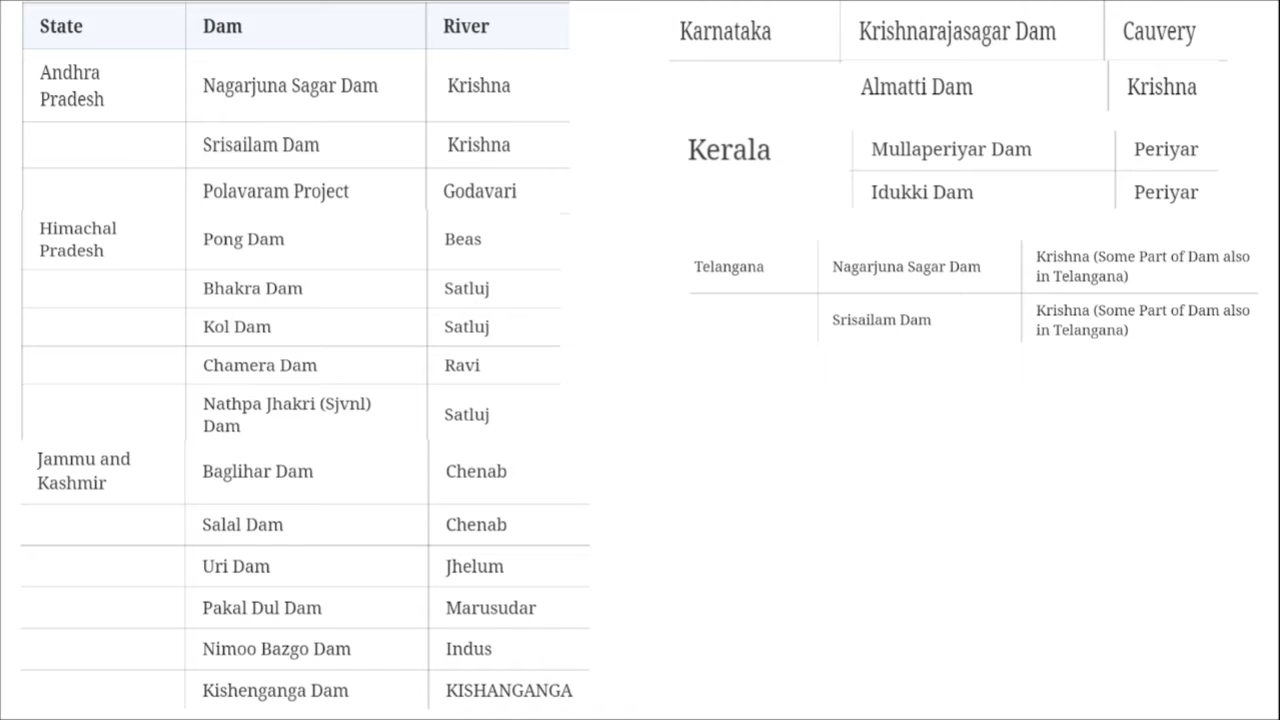 State Dam River
Andhra
Pradesh
Nagarjuna Sagar Dam Krishna
Srisailam Dam Krishna
Polavaram Project Godavari
Himachal
Pradesh
Pong Dam Beas
Bhakra Dam Satluj
Kol Dam Satluj
Chamera Dam Ravi
Nathpa Jhakri (Sjvnl)
Dam
Satluj
Jammu and
Kashmir
Baglihar Dam Chenab
Salal Dam Chenab
Uri Dam Jhelum
Pakal Dul Dam Marusudar
Nimoo Bazgo Dam Indus
Kishenganga Dam KISHANGANGA
Karnataka Krishnarajasagar Dam Cauvery
Almatti Dam Krishna
Kerala Mullaperiyar Dam Periyar
Idukki Dam Periyar
Telangana Nagarjuna Sagar Dam Krishna (Some Part of Dam also
in Telangana)
Srisailam Dam Krishna (Some Part of Dam also
in Telangana)